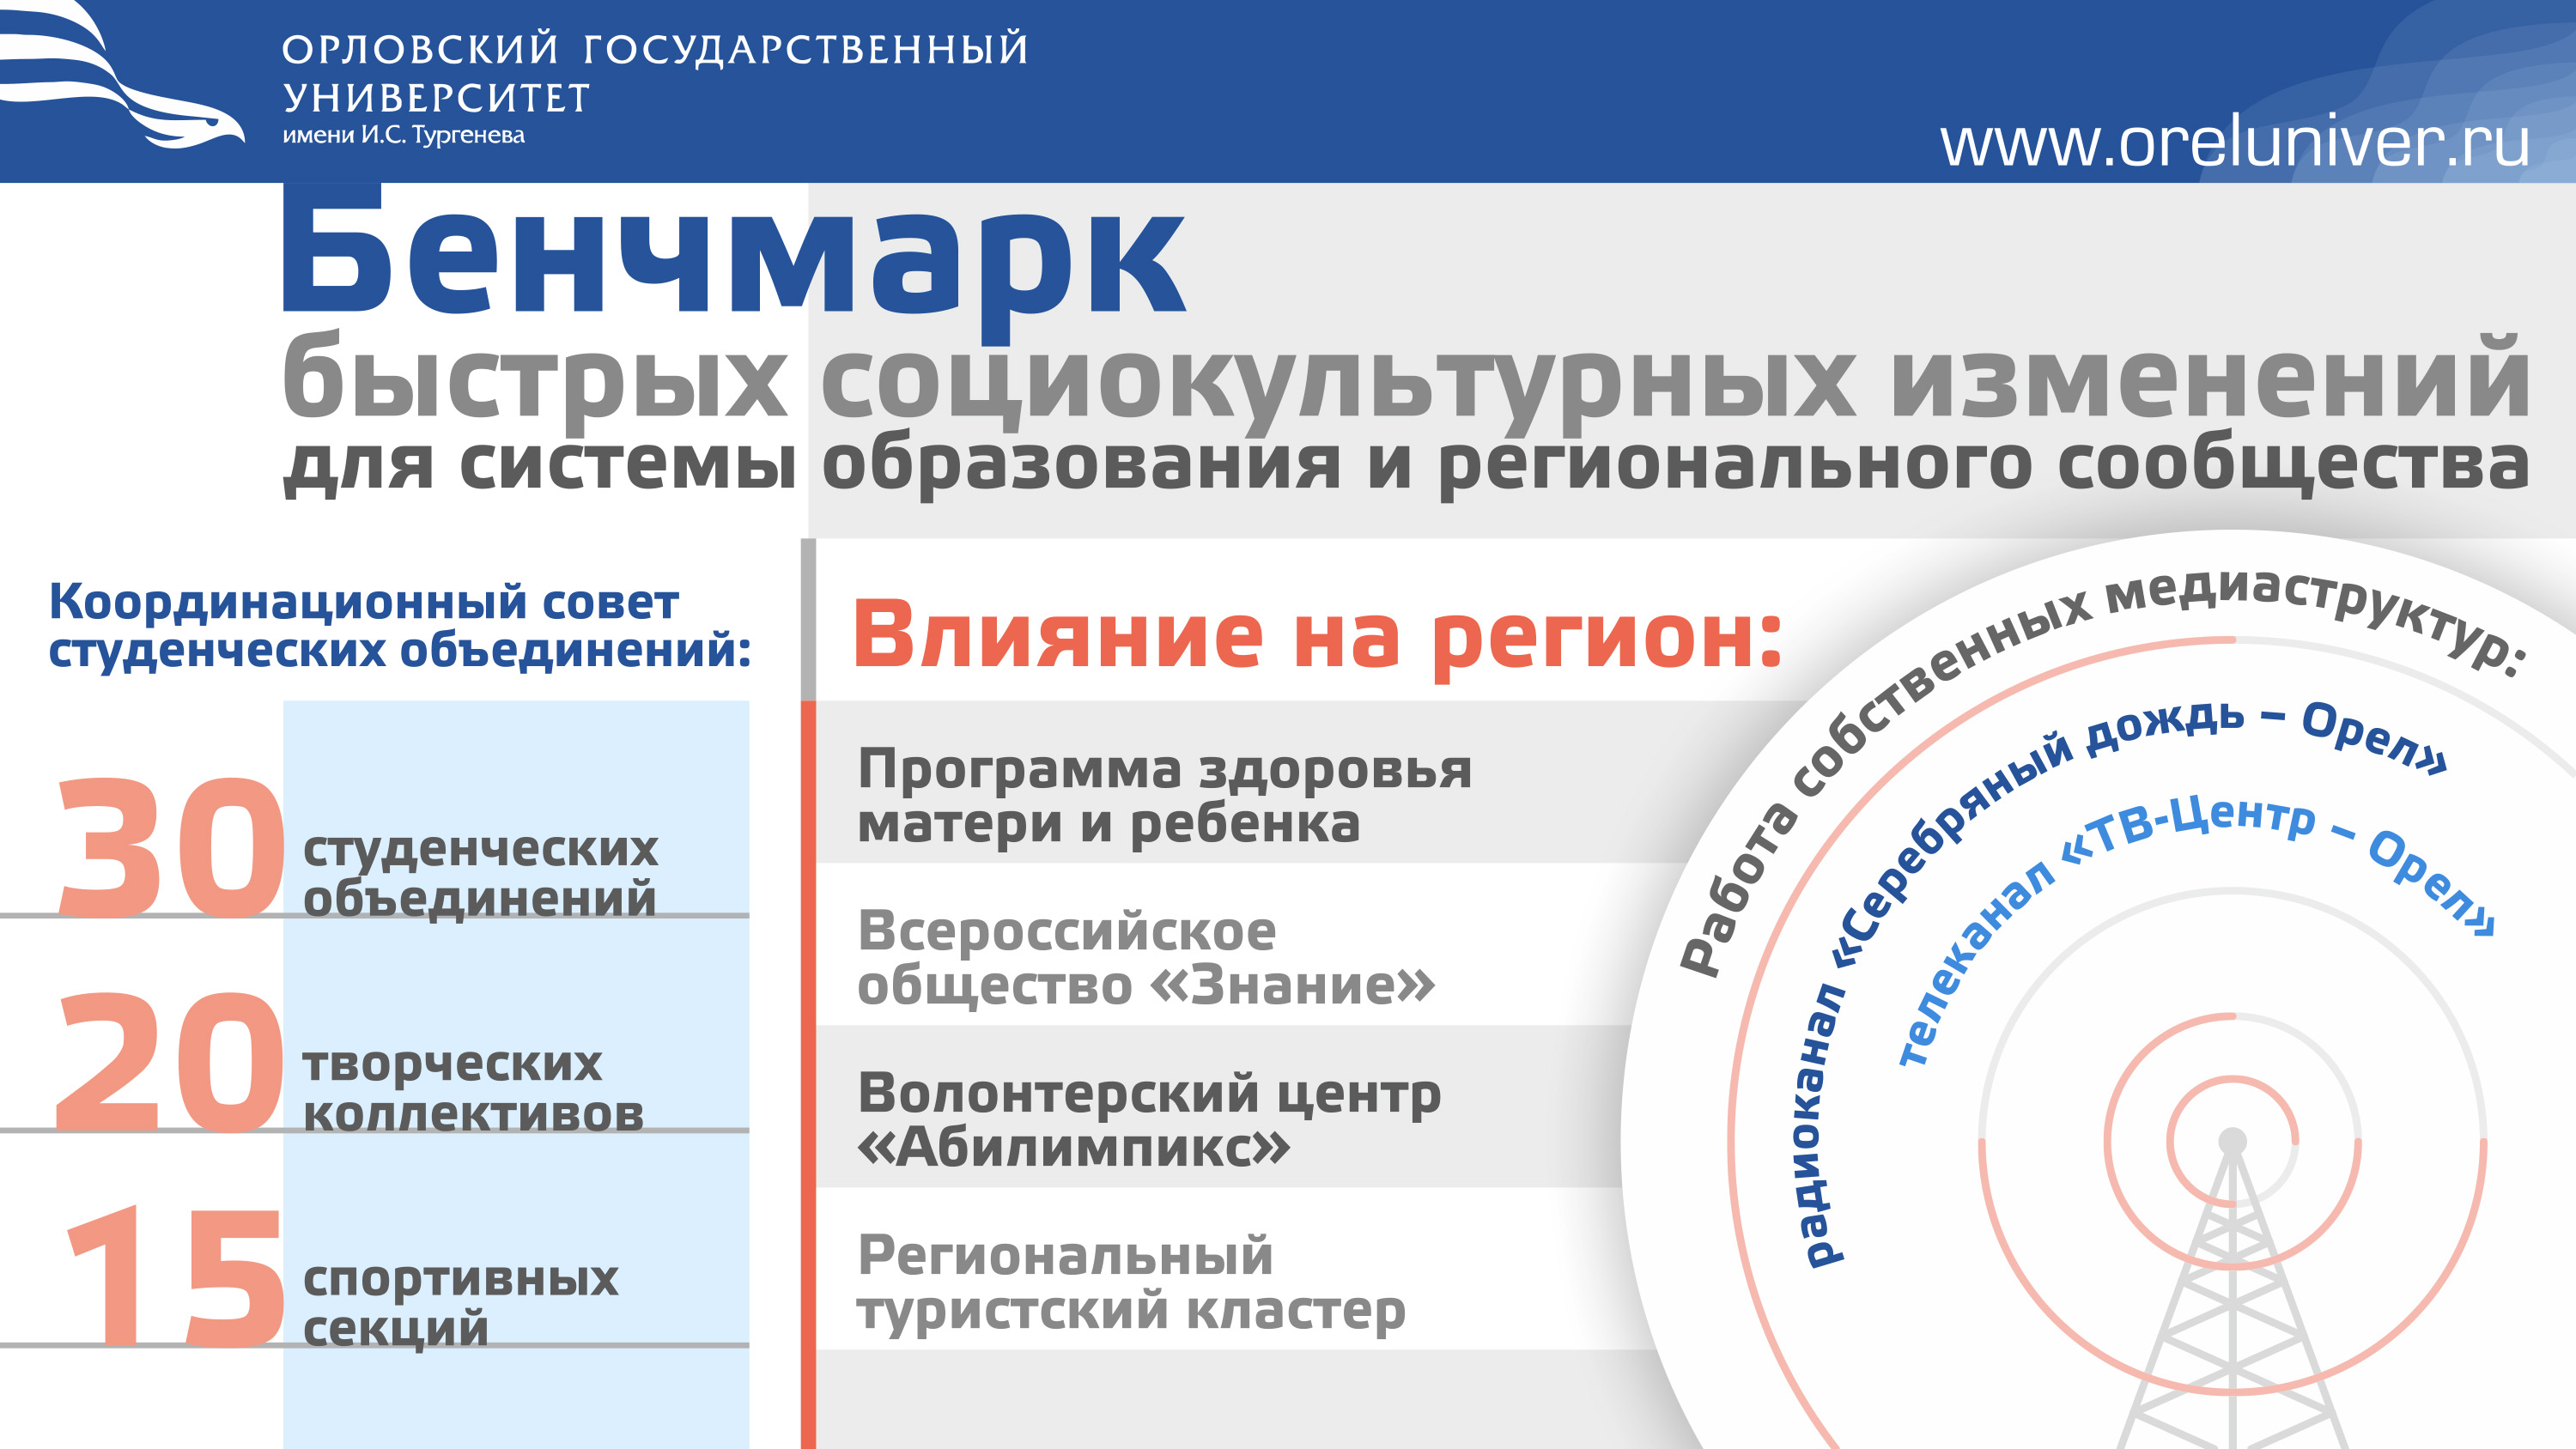 ОРЛОВСКИЙ ГОСУДАРСТВЕННЫЙ
УНИВЕРСИТЕТ
имени И.С. Тургенева
www.oreluniver.ru
Бенчмарк
быстрых социокультурных изменений
для системы образования и регионального сообщества
Координационный совет
студенческих объединений:
30 студенческих
объединений
20 творческих
коллективов
15 спортивных
секций
Влияние на регион:
Программа здоровья
матери и ребенка
Всероссийское
общество «Знание»
Волонтерский центр
«Абилимпикс»
Региональный
туристский кластер
Работа собственных медиаструктур:
радиоканал «Серебряный дождь – Орел»
телеканал «ТВ-Центр – Орел»